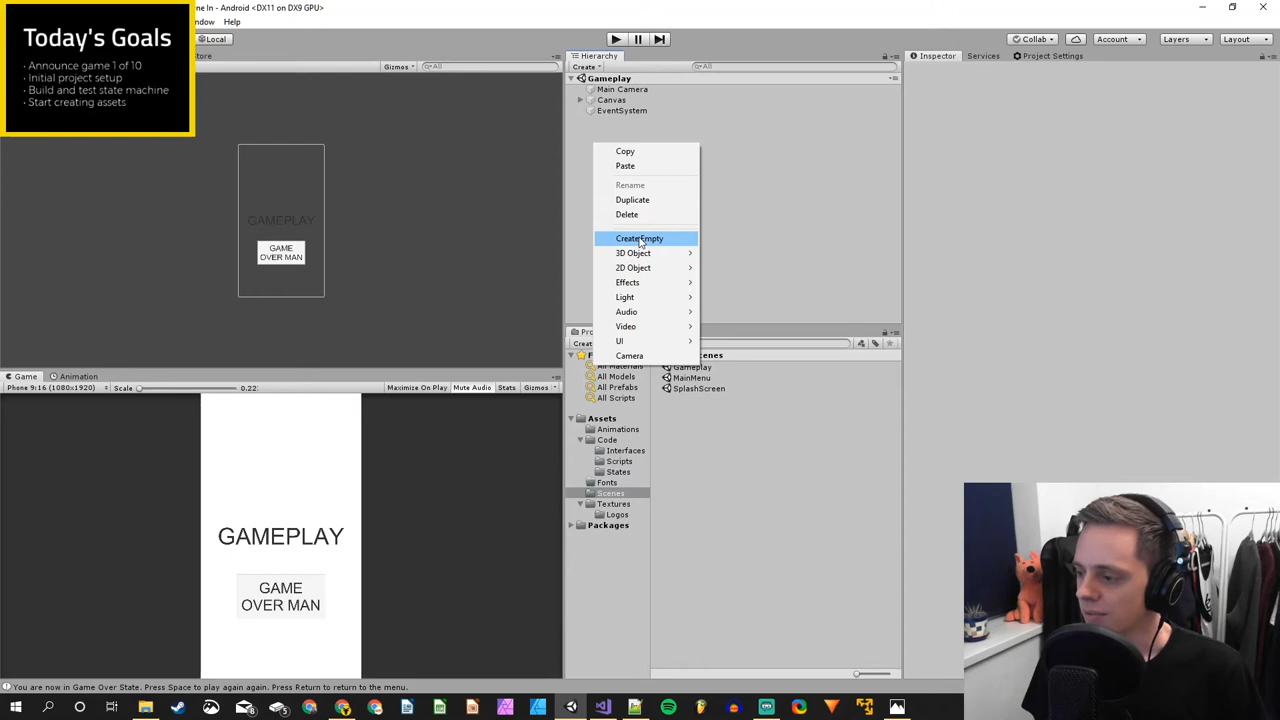 ne In - Android <DX11 on DX9 GPU>
ndow Help
Today's Goals
· Announce game 1 of 10
· Initial project setup
· Build and test state machine
· Start creating assets
Local
Collab
Account
Layers
Layout
tore
Gizmos
All
Hierarchy
Create
All
Inspector
Services
Project Settings
Gameplay
Main Camera
Canvas
EventSystem
GAMEPLAY
GAME
OVER MAN
Copy
Paste
Rename
Duplicate
Delete
Create Empty
3D Object
2D Object
Effects
Light
Audio
Video
UI
Camera
Game
Animation
Phone 9:16 (1080x1920)
Scale
0.22
Maximize On Play
Mute Audio
Stats
Gizmos
GAMEPLAY
GAME
OVER MAN
Pro
Creat
F
All Materials
All Models
All Prefabs
All Scripts
Assets
Animations
Code
Interfaces
Scripts
States
Fonts
Scenes
Textures
Logos
Packages
cenes
Gameplay
MainMenu
SplashScreen
You are now in Game Over State. Press Space to play again again. Press Return to return to the menu.